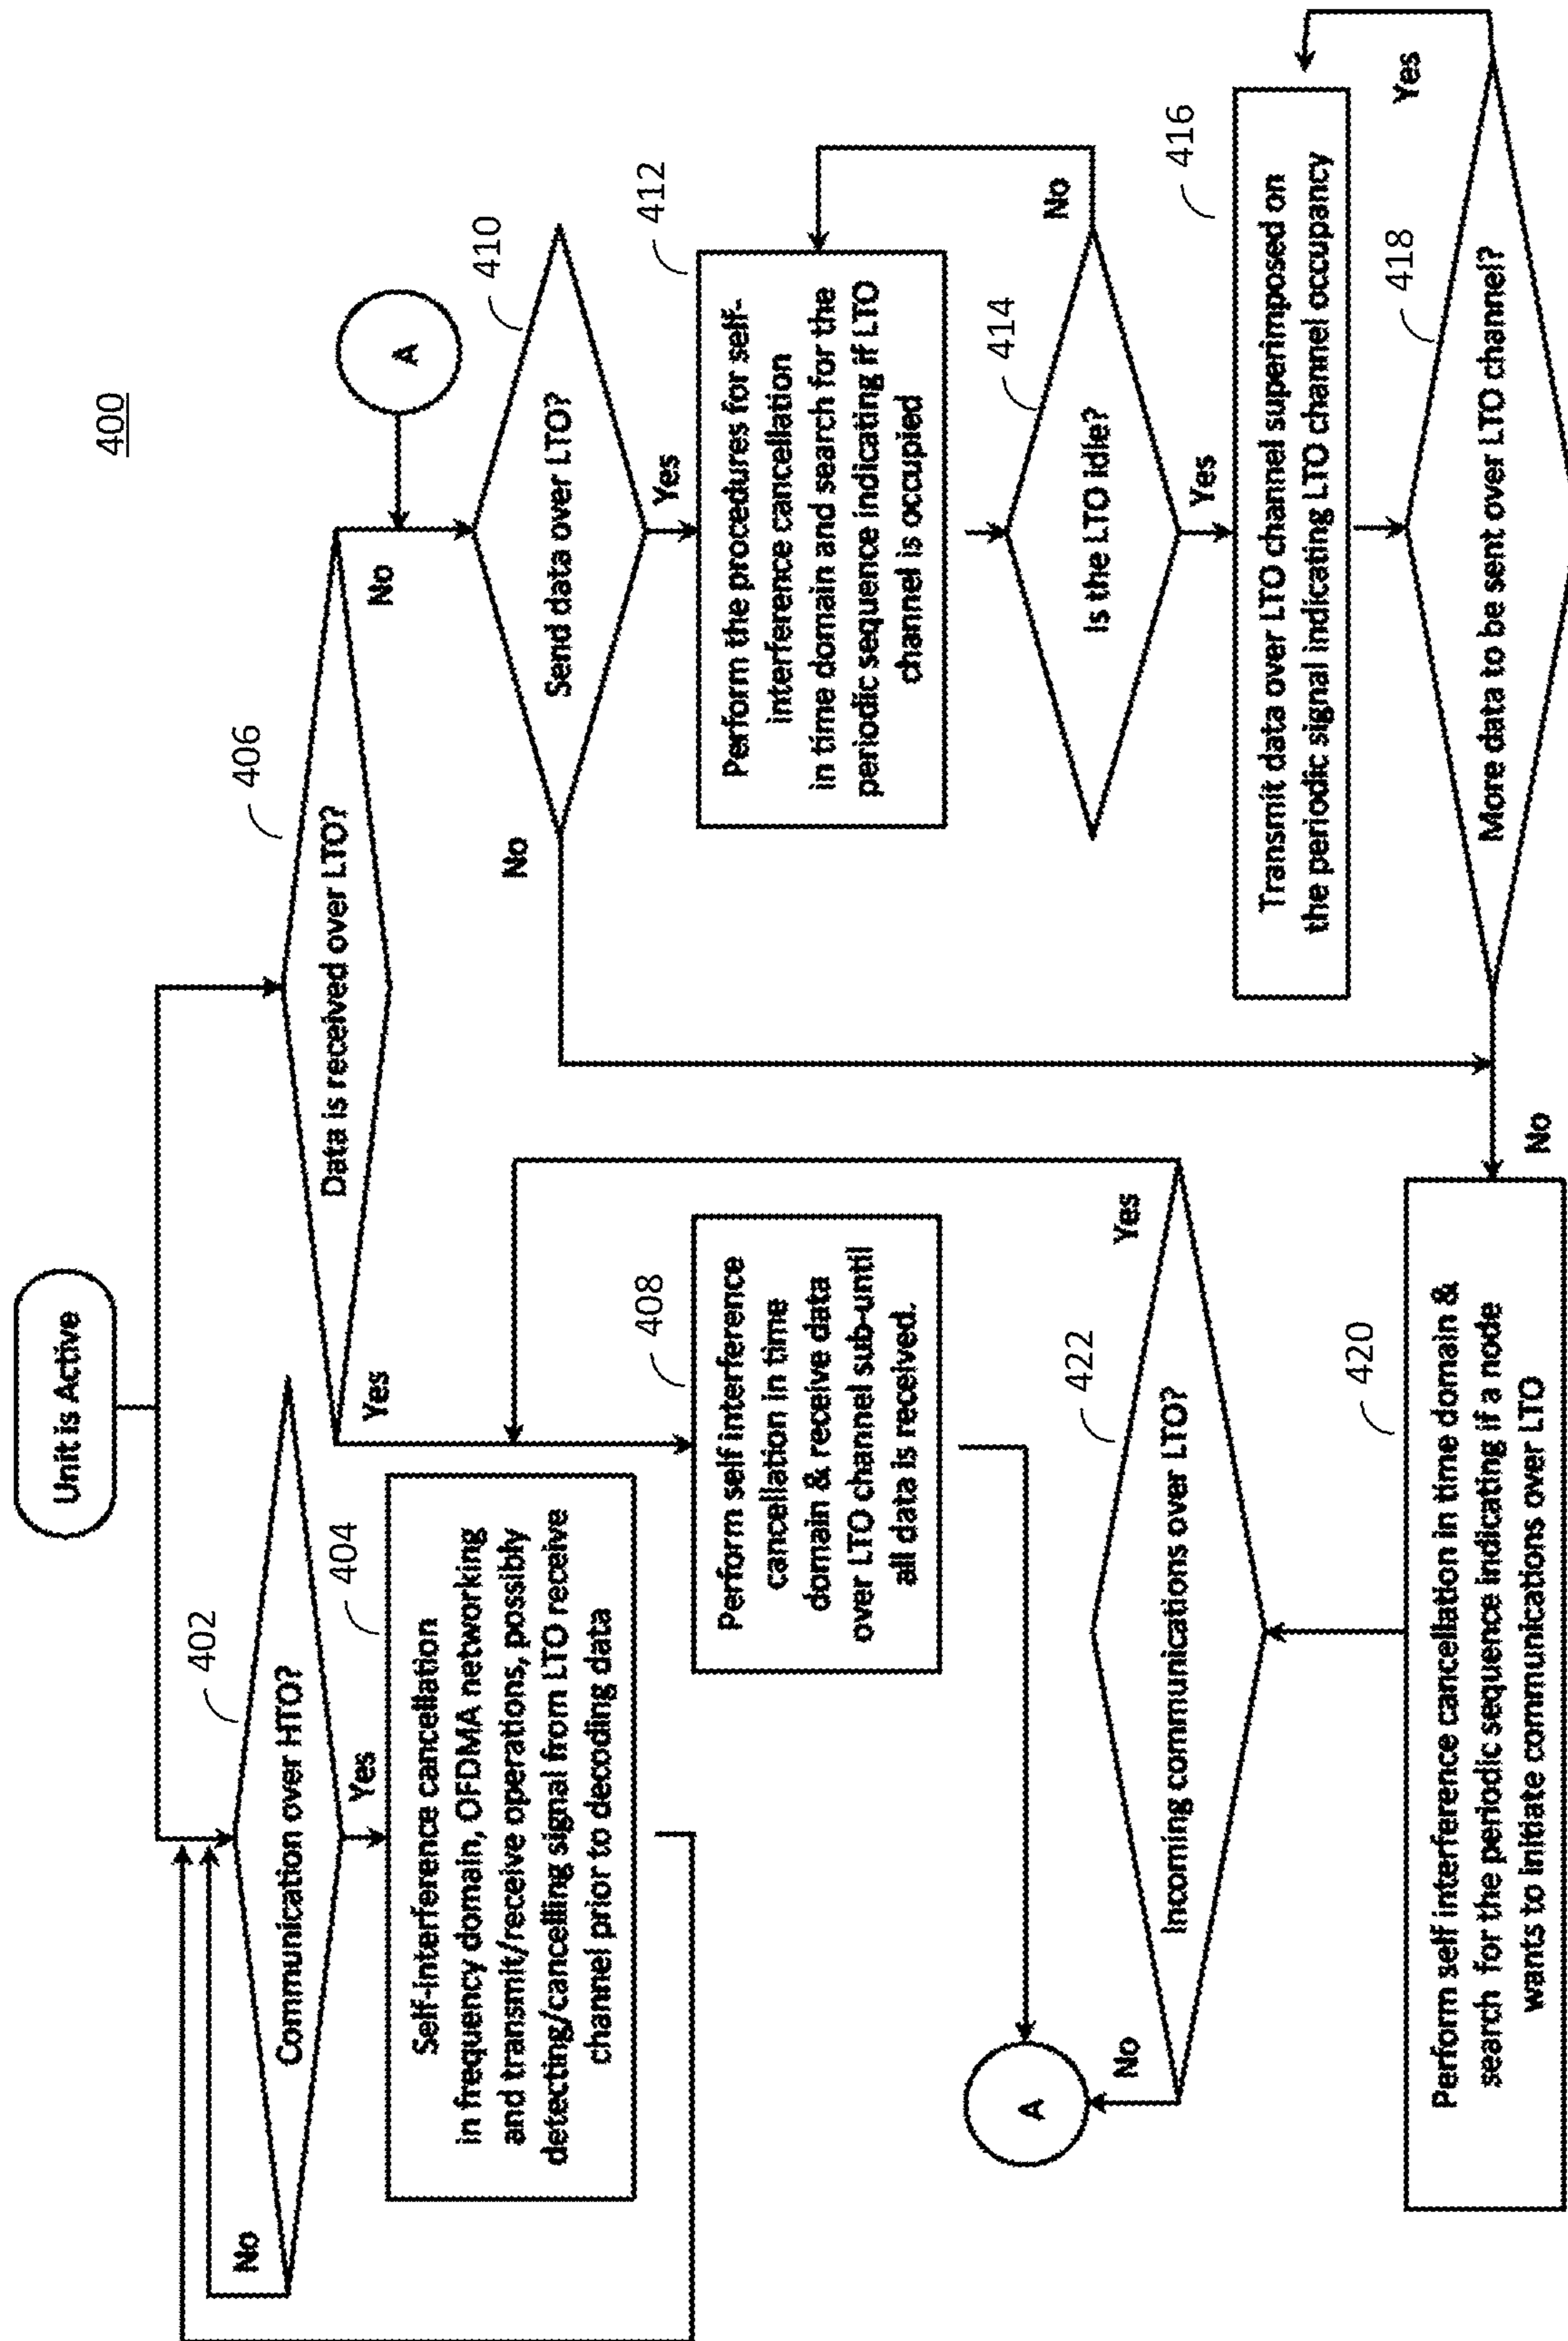 400
Unit is Active
402
Communication over HTO?
No
Yes
404
Self-interference cancellation
in frequency domain, OFDMA networking
and transmit/receive operations, possibly
detecting/cancelling signal from LTO receive
channel prior to decoding data
406
Data is received over LTO?
Yes
No
408
Perform self interference
cancellation in time
domain & receive data
over LTO channel sub-until
all data is received.
A
410
Send data over LTO?
No
Yes
412
Perform the procedures for self-
interference cancellation
in time domain and search for the
periodic sequence indicating if LTO
channel is occupied
414
Is the LTO idle?
No
Yes
416
Transmit data over LTO channel superimposed on
the periodic signal indicating LTO channel occupancy
418
More data to be sent over LTO channel?
Yes
No
420
Perform self interference cancellation in time domain &
search for the periodic sequence indicating if a node
wants to initiate communications over LTO
422
Incoming communications over LTO?
Yes
No
A